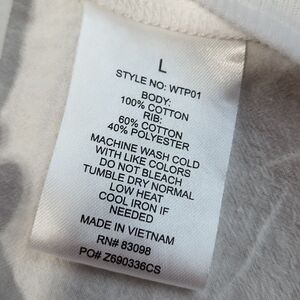 L
STYLE NO: WTP01
BODY:
100% COTTON
RIB:
60% COTTON
40% POLYESTER
MACHINE WASH COLD
WITH LIKE COLORS
DO NOT BLEACH
TUMBLE DRY NORMAL
LOW HEAT
COOL IRON IF
NEEDED
MADE IN VIETNAM
RN# 83098
PO# Z690336CS